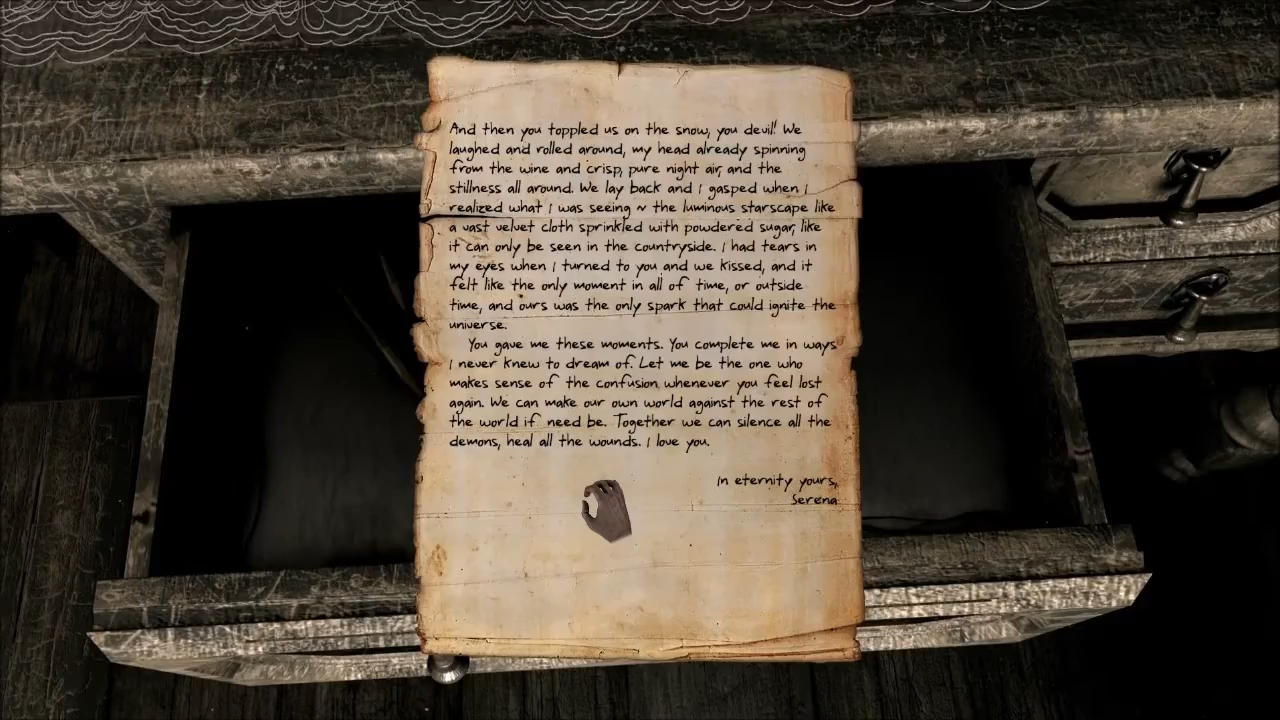 And then you toppled us on the snow, you devil! We
laughed and rolled around, my head already spinning
from the wine and crisp, pure night air, and the
stillness all around. We lay back and I gasped when I
realized what I was seeing ~ the luminous starscape like
a vast velvet cloth sprinkled with powdered sugar, like
it can only be seen in the countryside. I had tears in
my eyes when I turned to you and we kissed, and it
felt like the only moment in all of time, or outside
time, and ours was the only spark that could ignite the
universe.
You gave me these moments. You complete me in ways
I never knew to dream of. Let me be the one who
makes sense of the confusion whenever you feel lost
again. We can make our own world against the rest of
the world if need be. Together we can silence all the
demons, heal all the wounds. I love you.
In eternity yours,
Serena